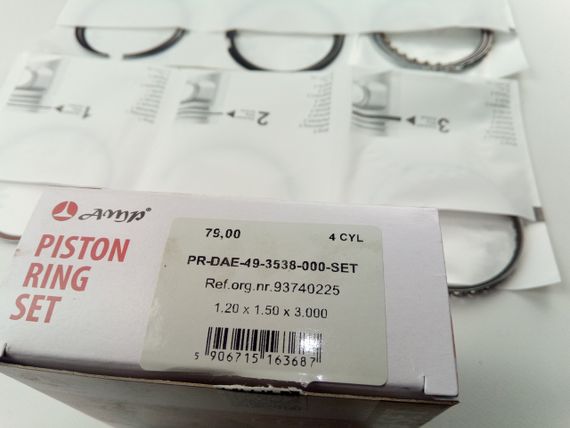 1
2
3
AMP®
PISTON
RING
SET
79,00 4 CYL
PR-DAE-49-3538-000-SET
Ref.org.nr.93740225
1.20 x 1.50 x 3.000
5 906715 163687